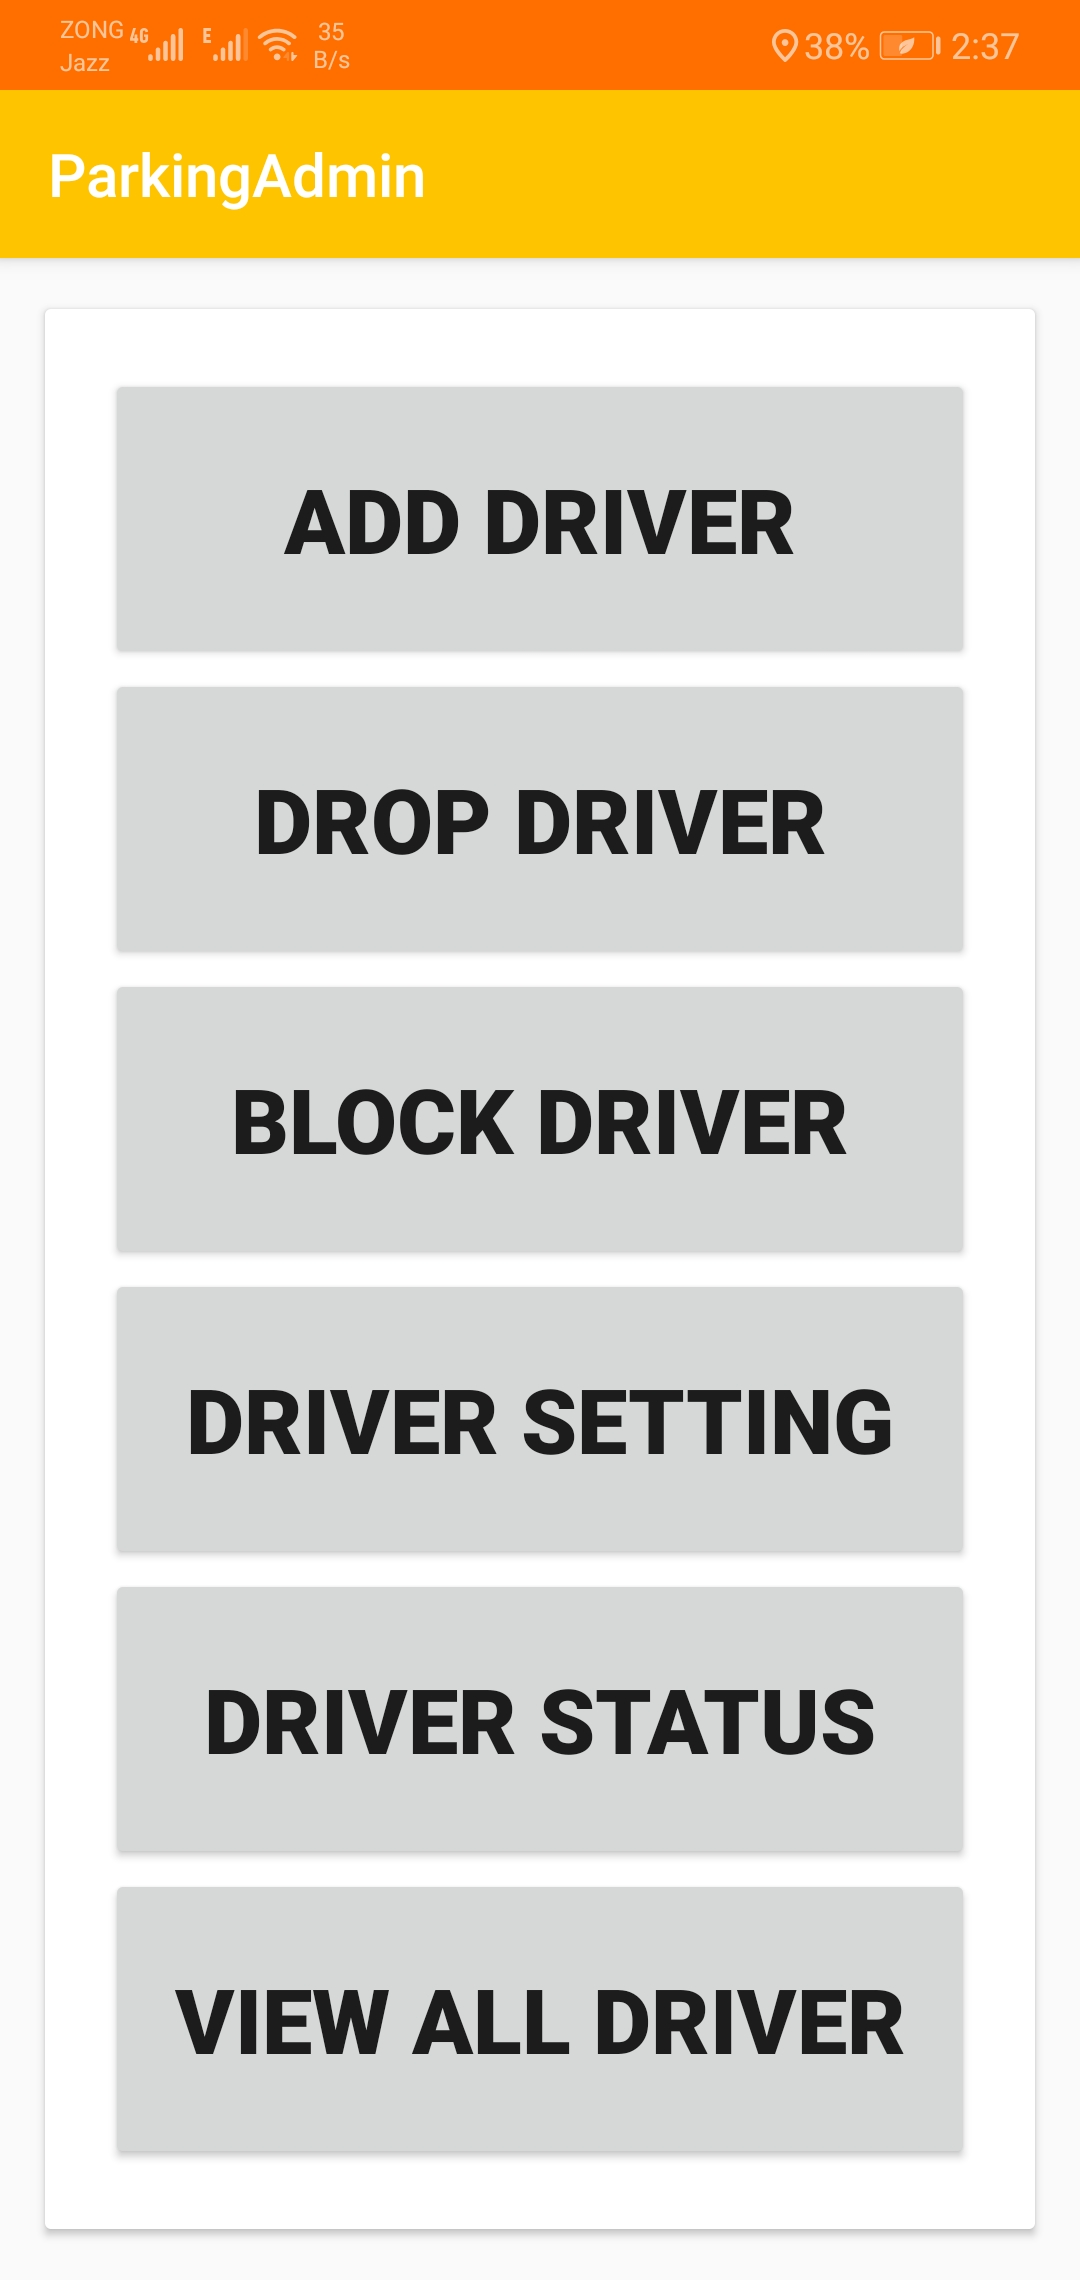 ZONG 4G E 35 38% 2:37
Jazz B/s
ParkingAdmin
ADD DRIVER
DROP DRIVER
BLOCK DRIVER
DRIVER SETTING
DRIVER STATUS
VIEW ALL DRIVER